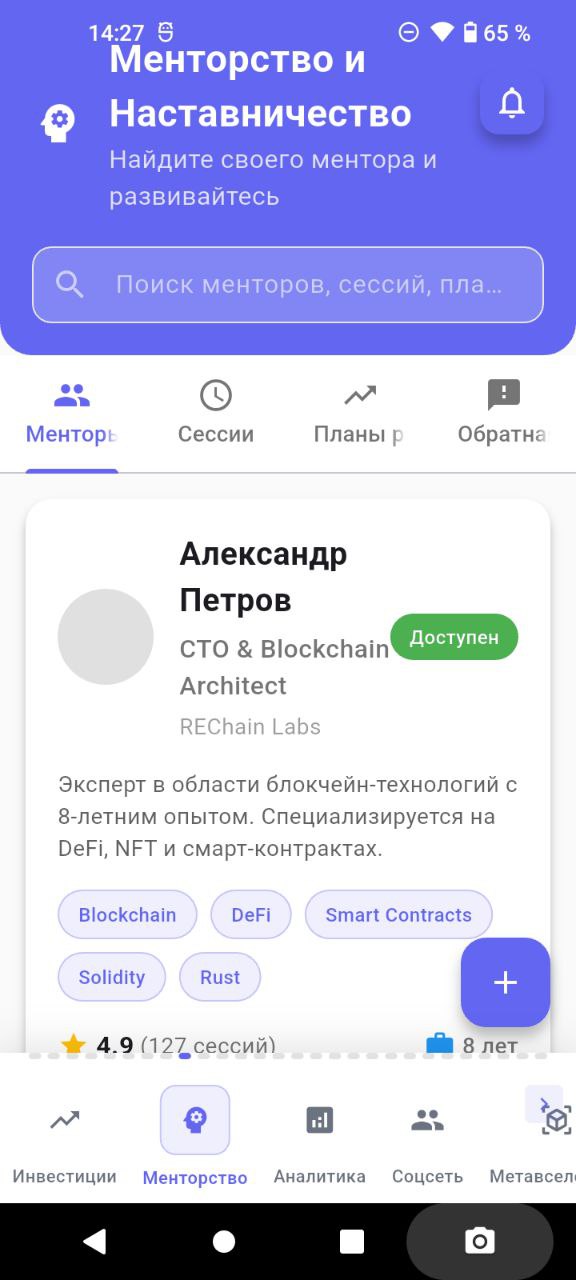 14:27
65 %
Менторство и
Наставничество
Найдите своего ментора и
развивайтесь
Поиск менторов, сессий, пла...
Менторы
Сессии
Планы р
Обратна
Александр
Петров
CTO & Blockchain
Architect
REChain Labs
Доступен
Эксперт в области блокчейн-технологий с
8-летним опытом. Специализируется на
DeFi, NFT и смарт-контрактах.
Blockchain
DeFi
Smart Contracts
Solidity
Rust
4.9 (127 сессий)
8 лет
Инвестиции
Менторство
Аналитика
Соцсеть
Метавсел